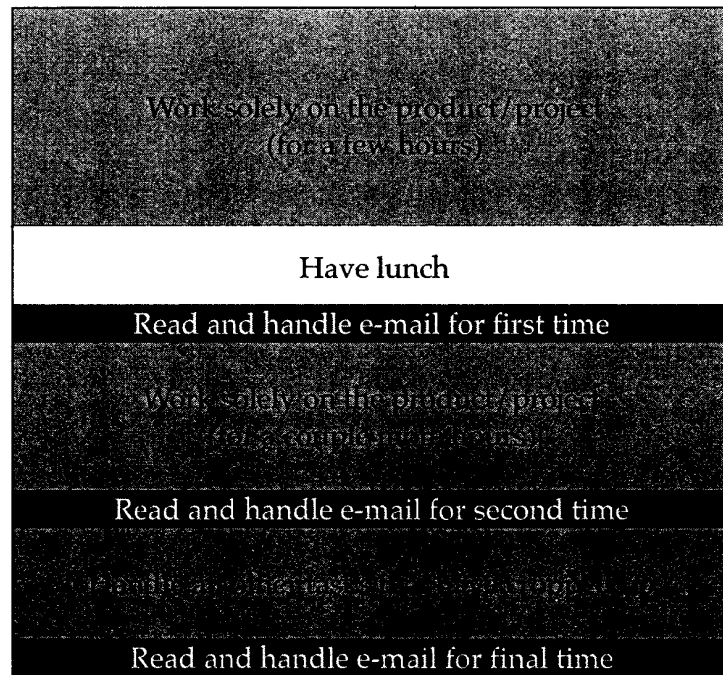 Work solely on the product/project
(for a few hours)
Have lunch
Read and handle e-mail for first time
Work solely on the product/project
(for a couple more hours)
Read and handle e-mail for second time
Read and handle e-mail for final time